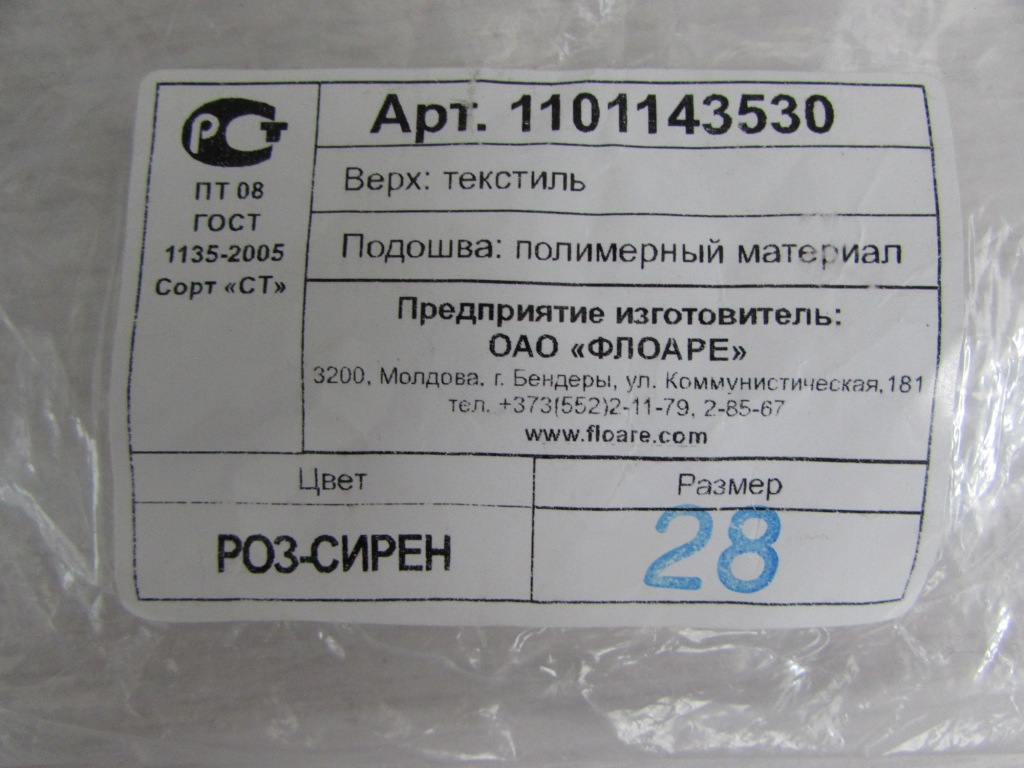 РСТ
ПТ 08
ГОСТ
1135-2005
Сорт «СТ»
Арт. 1101143530
Верх: текстиль
Подошва: полимерный материал
Предприятие изготовитель:
ОАО «ФЛОАРЕ»
3200, Молдова, г. Бендеры, ул. Коммунистическая, 181
тел. +373(552)2-11-79, 2-85-67
www.floare.com
Цвет
Размер
РОЗ-СИРЕН
28